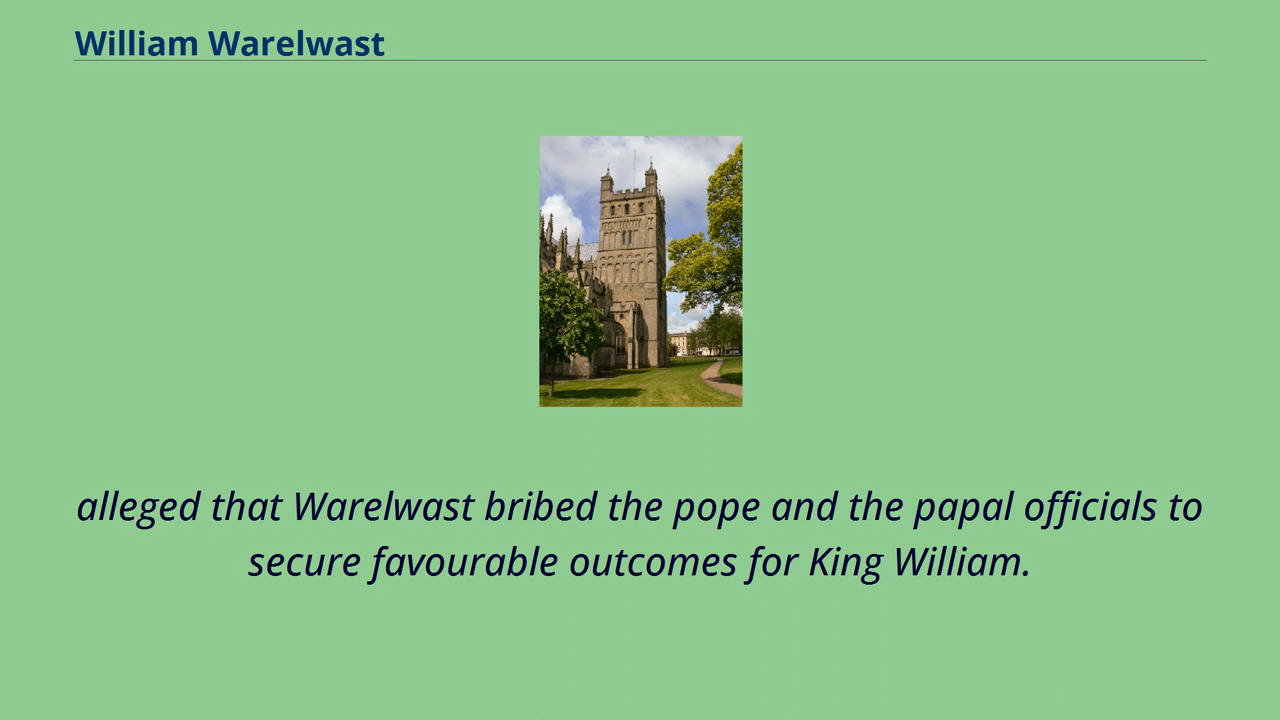 William Warelwast
alleged that Warelwast bribed the pope and the papal officials to
secure favourable outcomes for King William.